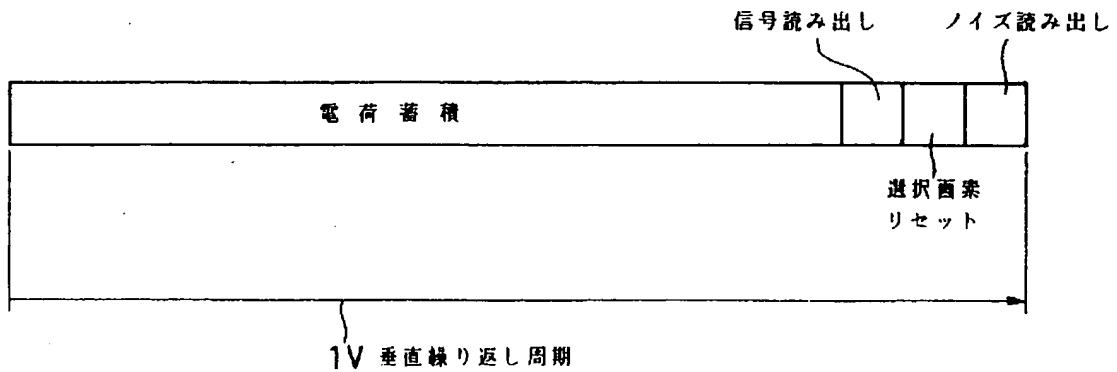 信号読み出し
ノイズ読み出し
電荷蓄積
選択画素
リセット
1V 垂直繰り返し周期